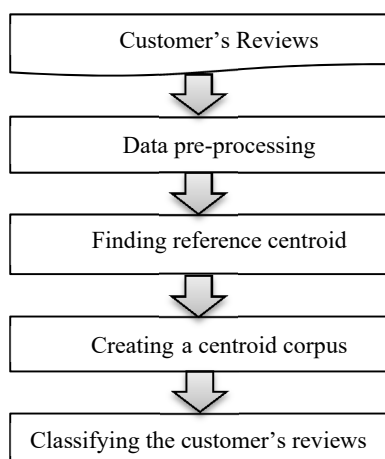 Customer’s Reviews
Data pre-processing
Finding reference centroid
Creating a centroid corpus
Classifying the customer’s reviews